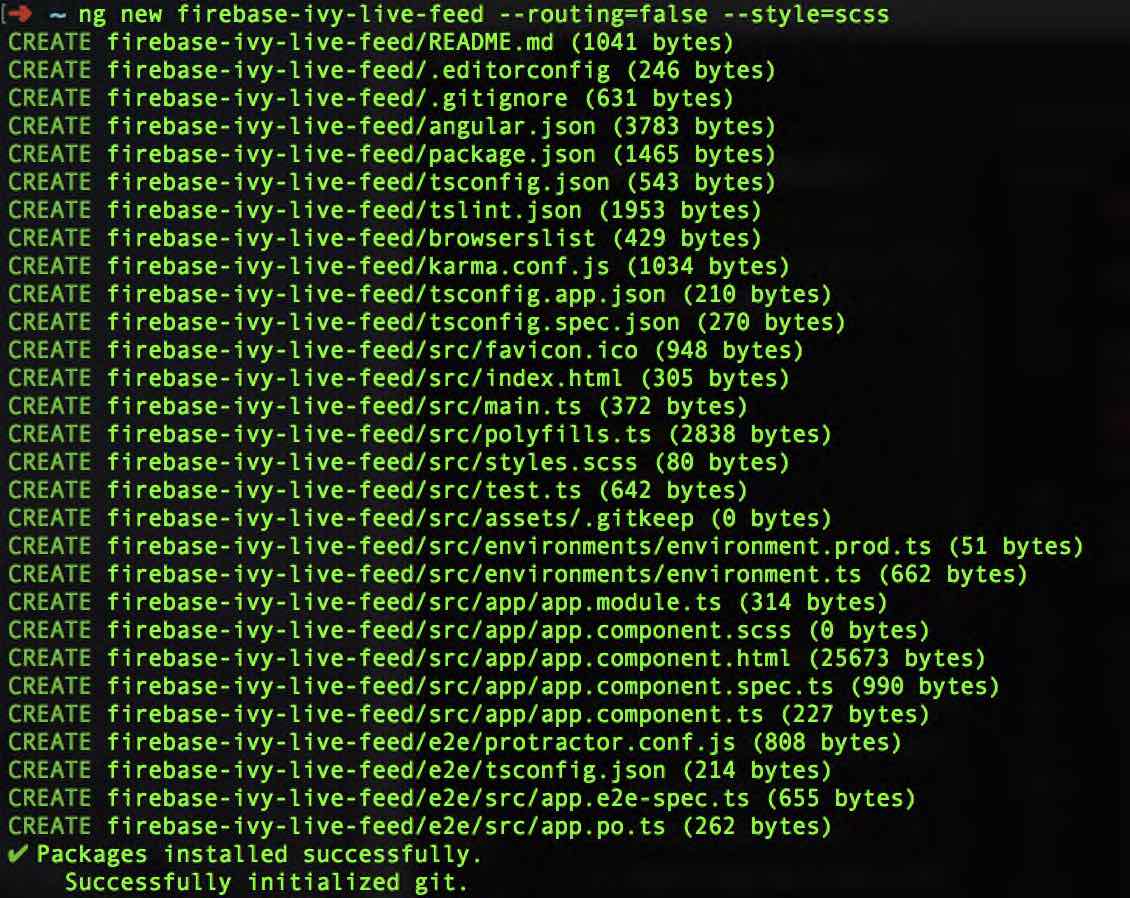 [➜ ~ ng new firebase-ivy-live-feed --routing=false --style=scss
CREATE firebase-ivy-live-feed/README.md (1041 bytes)
CREATE firebase-ivy-live-feed/.editorconfig (246 bytes)
CREATE firebase-ivy-live-feed/.gitignore (631 bytes)
CREATE firebase-ivy-live-feed/angular.json (3783 bytes)
CREATE firebase-ivy-live-feed/package.json (1465 bytes)
CREATE firebase-ivy-live-feed/tsconfig.json (543 bytes)
CREATE firebase-ivy-live-feed/tslint.json (1953 bytes)
CREATE firebase-ivy-live-feed/browserslist (429 bytes)
CREATE firebase-ivy-live-feed/karma.conf.js (1034 bytes)
CREATE firebase-ivy-live-feed/tsconfig.app.json (210 bytes)
CREATE firebase-ivy-live-feed/tsconfig.spec.json (270 bytes)
CREATE firebase-ivy-live-feed/src/favicon.ico (948 bytes)
CREATE firebase-ivy-live-feed/src/index.html (305 bytes)
CREATE firebase-ivy-live-feed/src/main.ts (372 bytes)
CREATE firebase-ivy-live-feed/src/polyfills.ts (2838 bytes)
CREATE firebase-ivy-live-feed/src/styles.scss (80 bytes)
CREATE firebase-ivy-live-feed/src/test.ts (642 bytes)
CREATE firebase-ivy-live-feed/src/assets/.gitkeep (0 bytes)
CREATE firebase-ivy-live-feed/src/environments/environment.prod.ts (51 bytes)
CREATE firebase-ivy-live-feed/src/environments/environment.ts (662 bytes)
CREATE firebase-ivy-live-feed/src/app/app.module.ts (314 bytes)
CREATE firebase-ivy-live-feed/src/app/app.component.scss (0 bytes)
CREATE firebase-ivy-live-feed/src/app/app.component.html (25673 bytes)
CREATE firebase-ivy-live-feed/src/app/app.component.spec.ts (990 bytes)
CREATE firebase-ivy-live-feed/src/app/app.component.ts (227 bytes)
CREATE firebase-ivy-live-feed/e2e/protractor.conf.js (808 bytes)
CREATE firebase-ivy-live-feed/e2e/tsconfig.json (214 bytes)
CREATE firebase-ivy-live-feed/e2e/src/app.e2e-spec.ts (655 bytes)
CREATE firebase-ivy-live-feed/e2e/src/app.po.ts (262 bytes)
✔ Packages installed successfully.
Successfully initialized git.